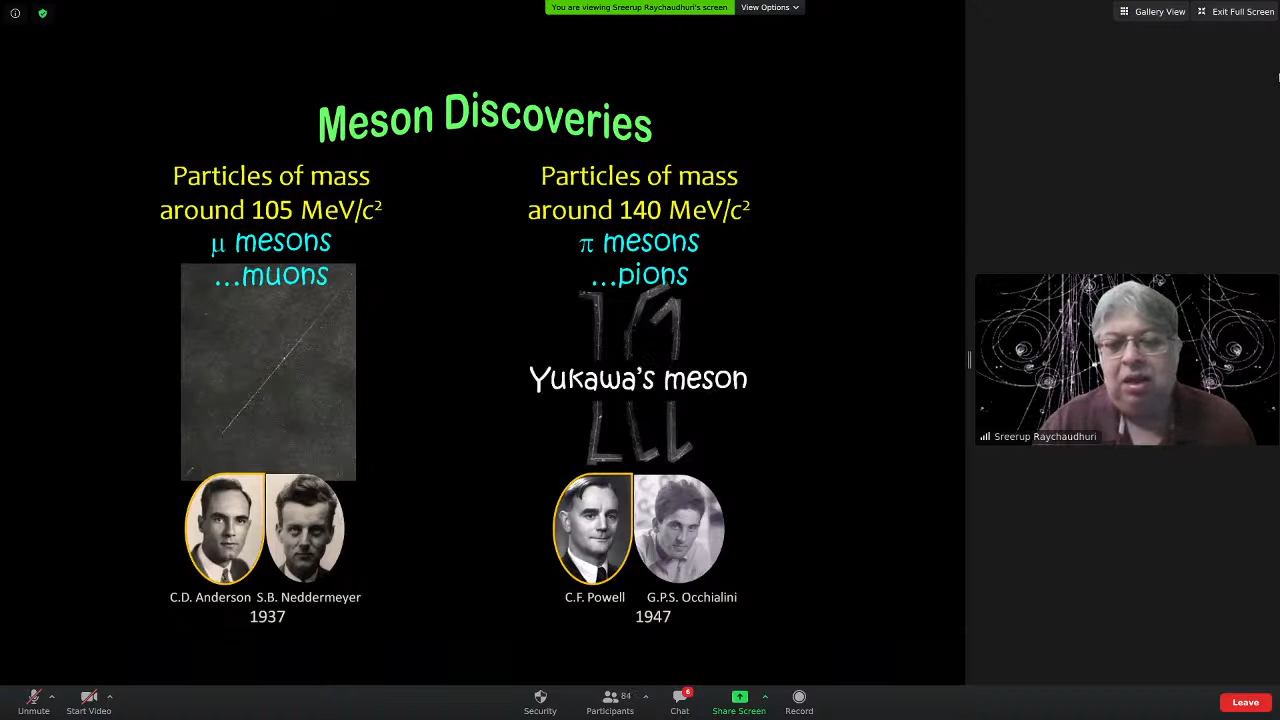 You are viewing Sreerup Raychaudhuri's screen
View Options
Gallery View
Exit Full Screen
Meson Discoveries
Particles of mass
around 105 MeV/c²
μ mesons
...muons
Particles of mass
around 140 MeV/c²
π mesons
...pions
Yukawa's meson
C.D. Anderson S.B. Neddermeyer
1937
C.F. Powell G.P.S. Occhialini
1947
Sreerup Raychaudhuri
Unmute
Start Video
Security
84
Participants
6
Chat
Share Screen
Record
Leave